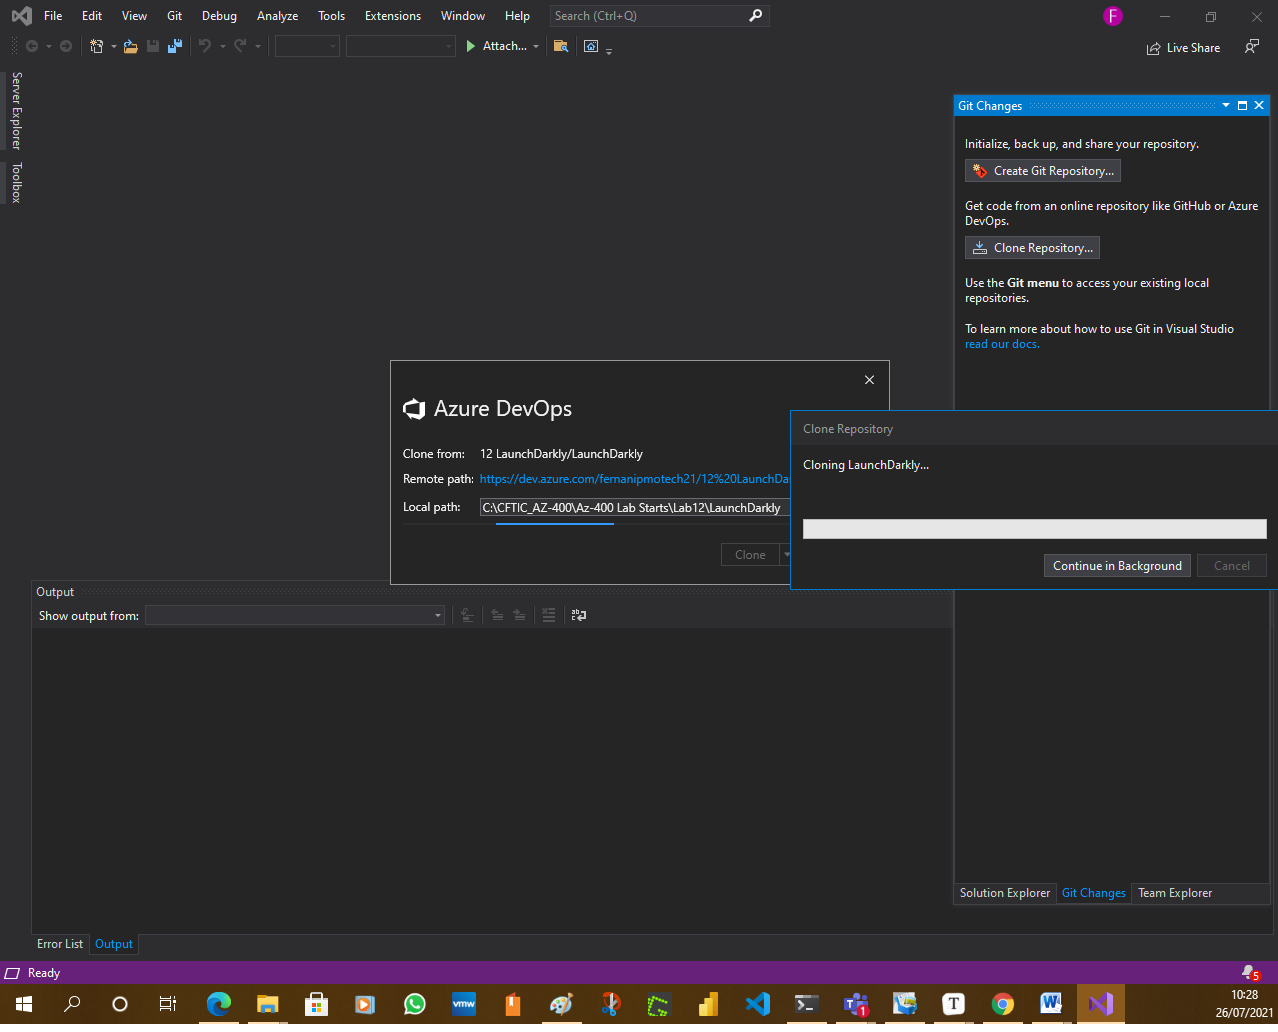 File Edit View Git Debug Analyze Tools Extensions Window Help Search (Ctrl+Q) F
Attach... Live Share
Server Explorer
Toolbox
Git Changes
Initialize, back up, and share your repository.
Create Git Repository...
Get code from an online repository like GitHub or Azure
DevOps.
Clone Repository...
Use the Git menu to access your existing local
repositories.
To learn more about how to use Git in Visual Studio
read our docs.
Azure DevOps
Clone from: 12 LaunchDarkly/LaunchDarkly
Remote path: https://dev.azure.com/fernanipmotech21/12%20LaunchDa
Local path: C:\CFTIC_AZ-400\Az-400 Lab Starts\Lab12\LaunchDarkly
Clone
Clone Repository
Cloning LaunchDarkly...
Continue in Background Cancel
Output
Show output from:
Solution Explorer Git Changes Team Explorer
Error List Output
Ready 5
vmw 1 T W
10:28
26/07/2021